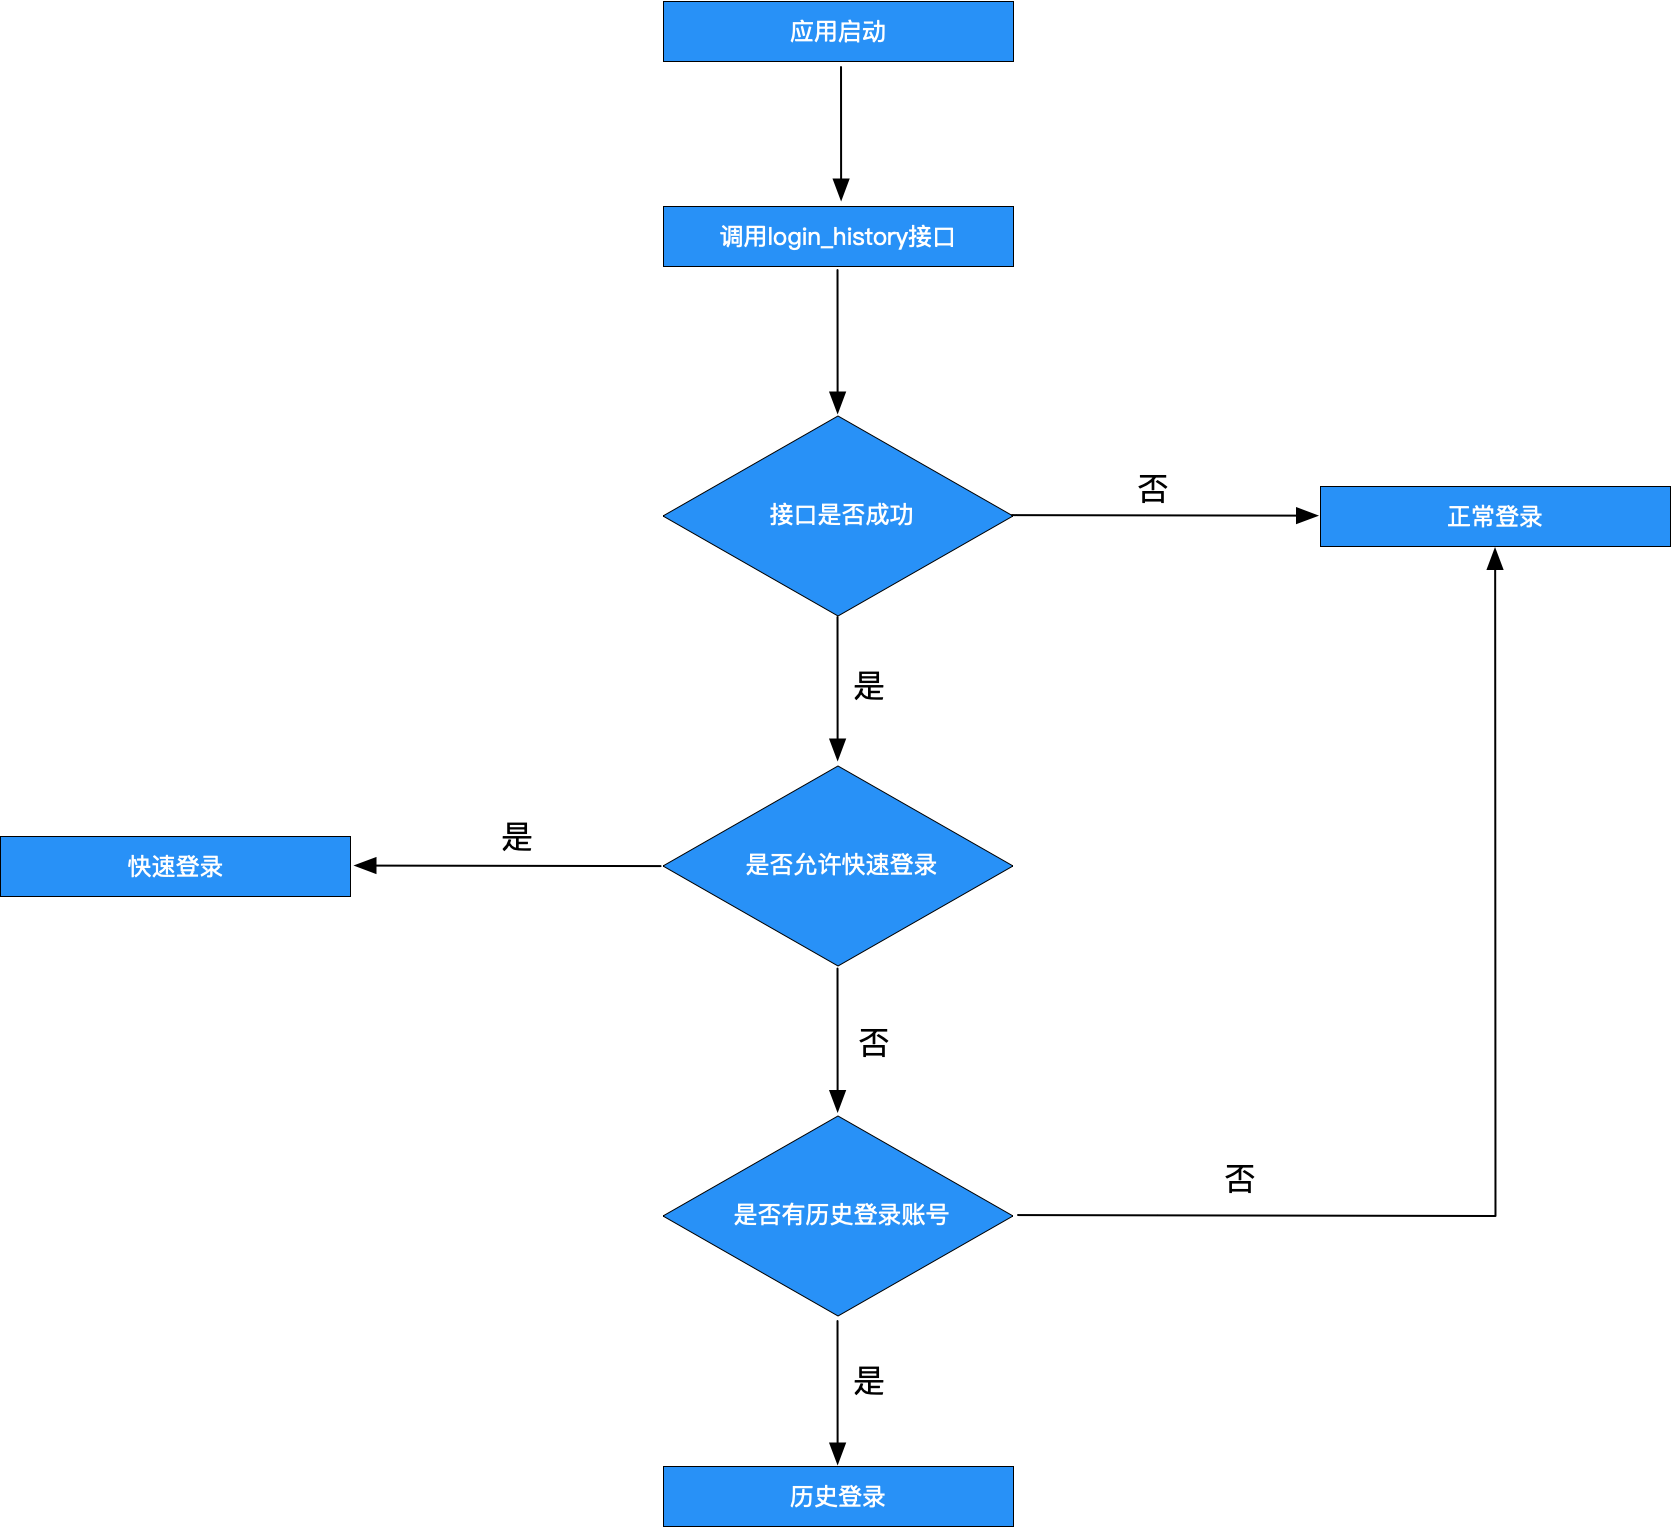 应用启动
调用login_history接口
接口是否成功
否
正常登录
是
是否允许快速登录
是
快速登录
否
是否有历史登录账号
否
是
历史登录